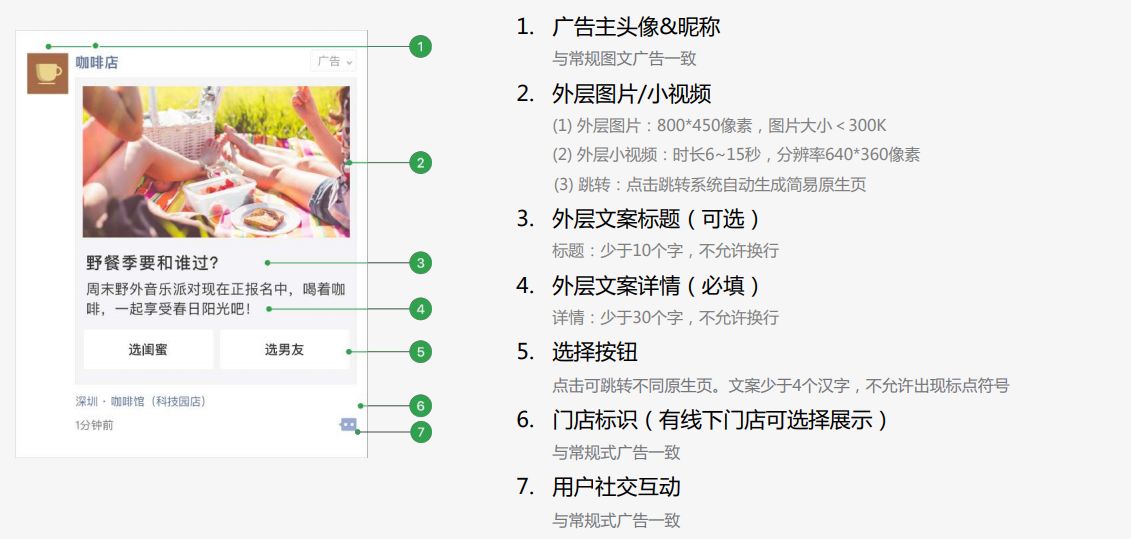 咖啡店
广告
野餐季要和谁过?
周末野外音乐派对现在正报名中，喝着咖
啡，一起享受春日阳光吧！
选闺蜜
选男友
深圳·咖啡馆（科技园店）
1分钟前
1
2
3
4
5
6
7
1. 广告主头像&昵称
与常规图文广告一致
2. 外层图片/小视频
(1) 外层图片：800*450像素，图片大小＜300K
(2) 外层小视频：时长6~15秒，分辨率640*360像素
(3) 跳转：点击跳转系统自动生成简易原生页
3. 外层文案标题（可选）
标题：少于10个字，不允许换行
4. 外层文案详情（必填）
详情：少于30个字，不允许换行
5. 选择按钮
点击可跳转不同原生页。文案少于4个汉字，不允许出现标点符号
6. 门店标识（有线下门店可选择展示）
与常规式广告一致
7. 用户社交互动
与常规式广告一致